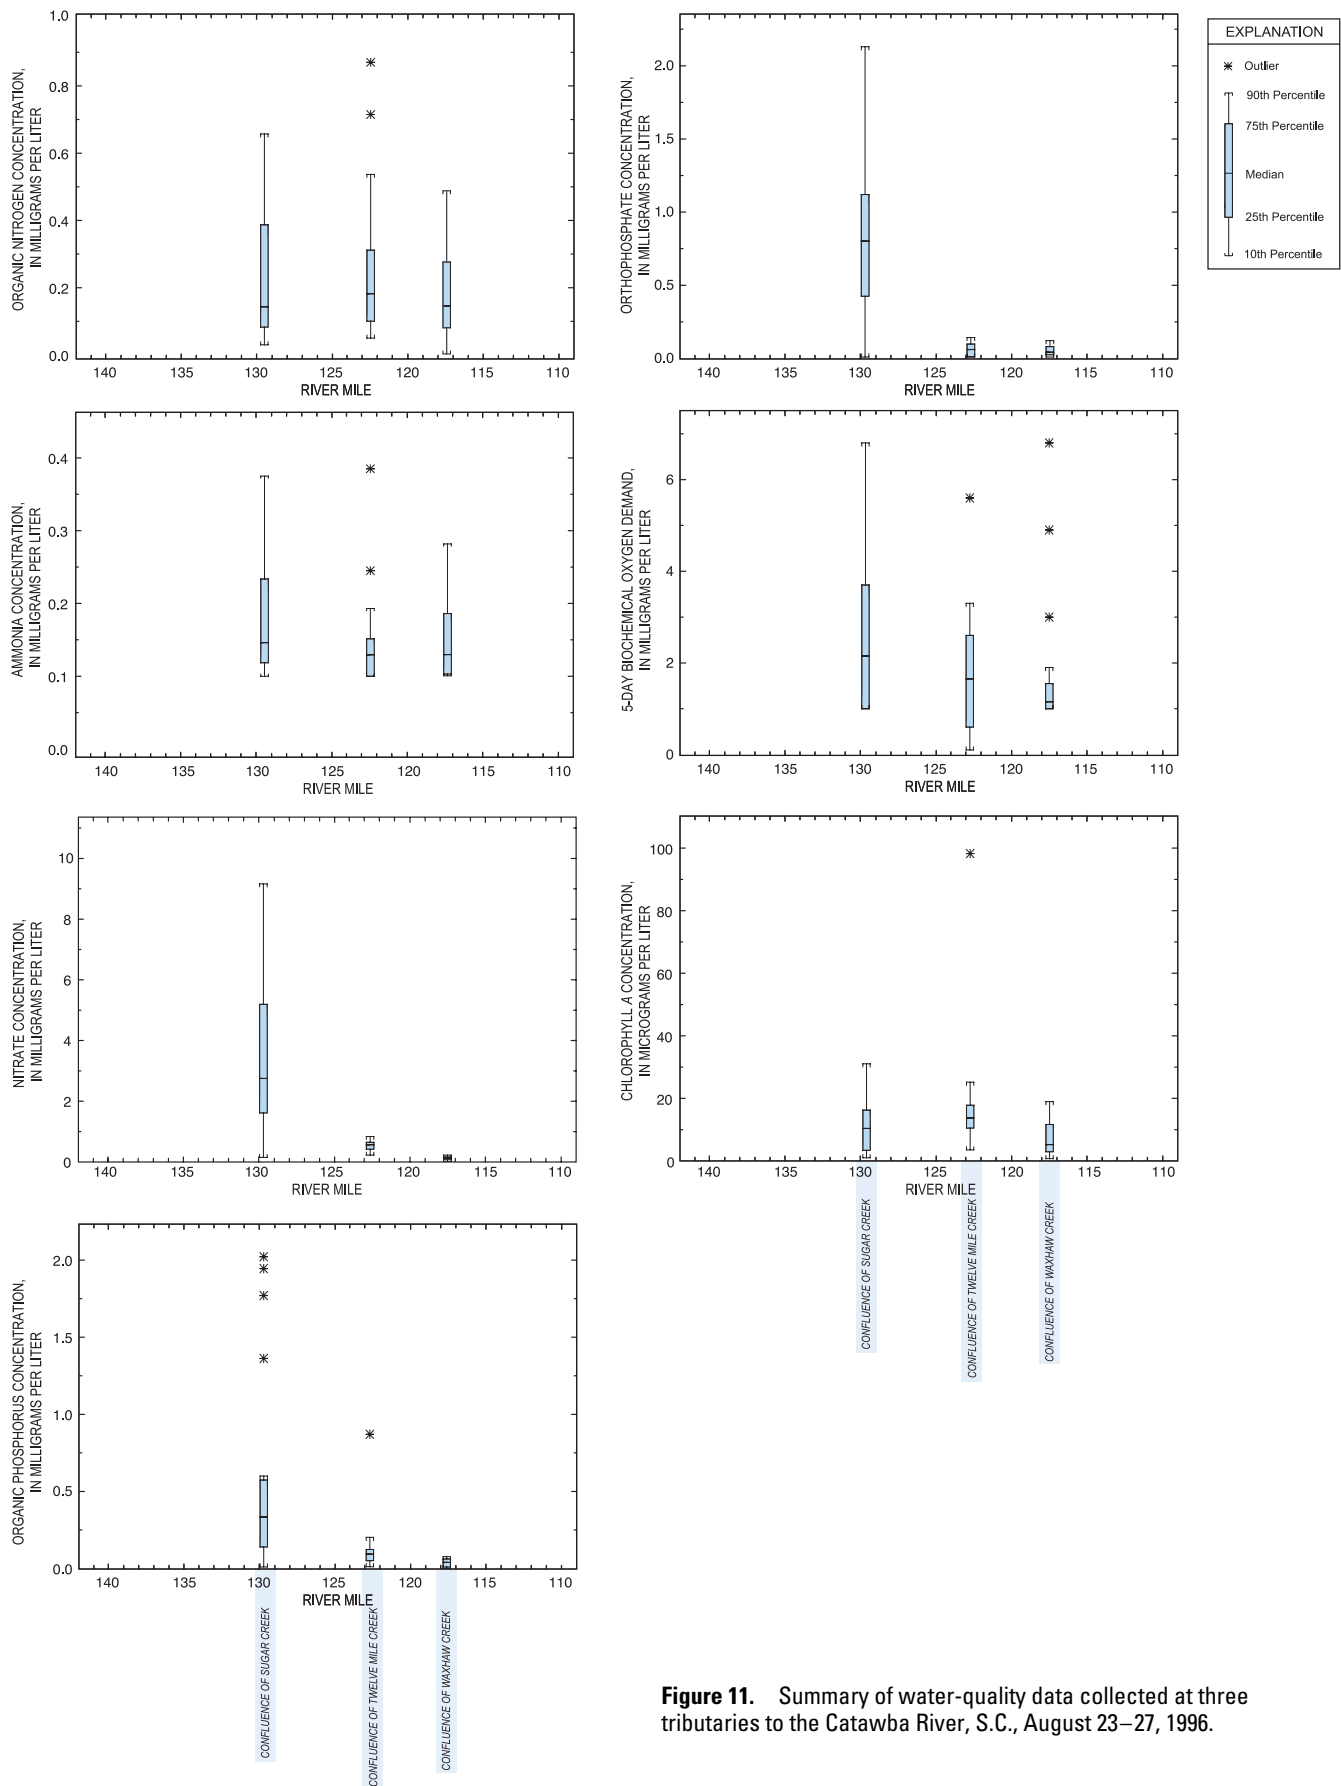 ORGANIC NITROGEN CONCENTRATION,
IN MILLIGRAMS PER LITER
1.0
0.8
0.6
0.4
0.2
0.0
140 135 130 125 120 115 110
RIVER MILE
ORTHOPHOSPHATE CONCENTRATION,
IN MILLIGRAMS PER LITER
2.0
1.5
1.0
0.5
0.0
140 135 130 125 120 115 110
RIVER MILE
EXPLANATION
Outlier
90th Percentile
75th Percentile
Median
25th Percentile
10th Percentile
AMMONIA CONCENTRATION,
IN MILLIGRAMS PER LITER
0.4
0.3
0.2
0.1
0.0
140 135 130 125 120 115 110
RIVER MILE
5-DAY BIOCHEMICAL OXYGEN DEMAND,
IN MILLIGRAMS PER LITER
6
4
2
0
140 135 130 125 120 115 110
RIVER MILE
NITRATE CONCENTRATION,
IN MILLIGRAMS PER LITER
10
8
6
4
2
0
140 135 130 125 120 115 110
RIVER MILE
CHLOROPHYLL A CONCENTRATION,
IN MICROGRAMS PER LITER
100
80
60
40
20
0
140 135 130 125 120 115 110
RIVER MILE
CONFLUENCE OF SUGAR CREEK
CONFLUENCE OF TWELVE MILE CREEK
CONFLUENCE OF WAXHAW CREEK
ORGANIC PHOSPHORUS CONCENTRATION,
IN MILLIGRAMS PER LITER
2.0
1.5
1.0
0.5
0.0
140 135 130 125 120 115 110
RIVER MILE
CONFLUENCE OF SUGAR CREEK
CONFLUENCE OF TWELVE MILE CREEK
CONFLUENCE OF WAXHAW CREEK
Figure 11. Summary of water-quality data collected at three
tributaries to the Catawba River, S.C., August 23–27, 1996.